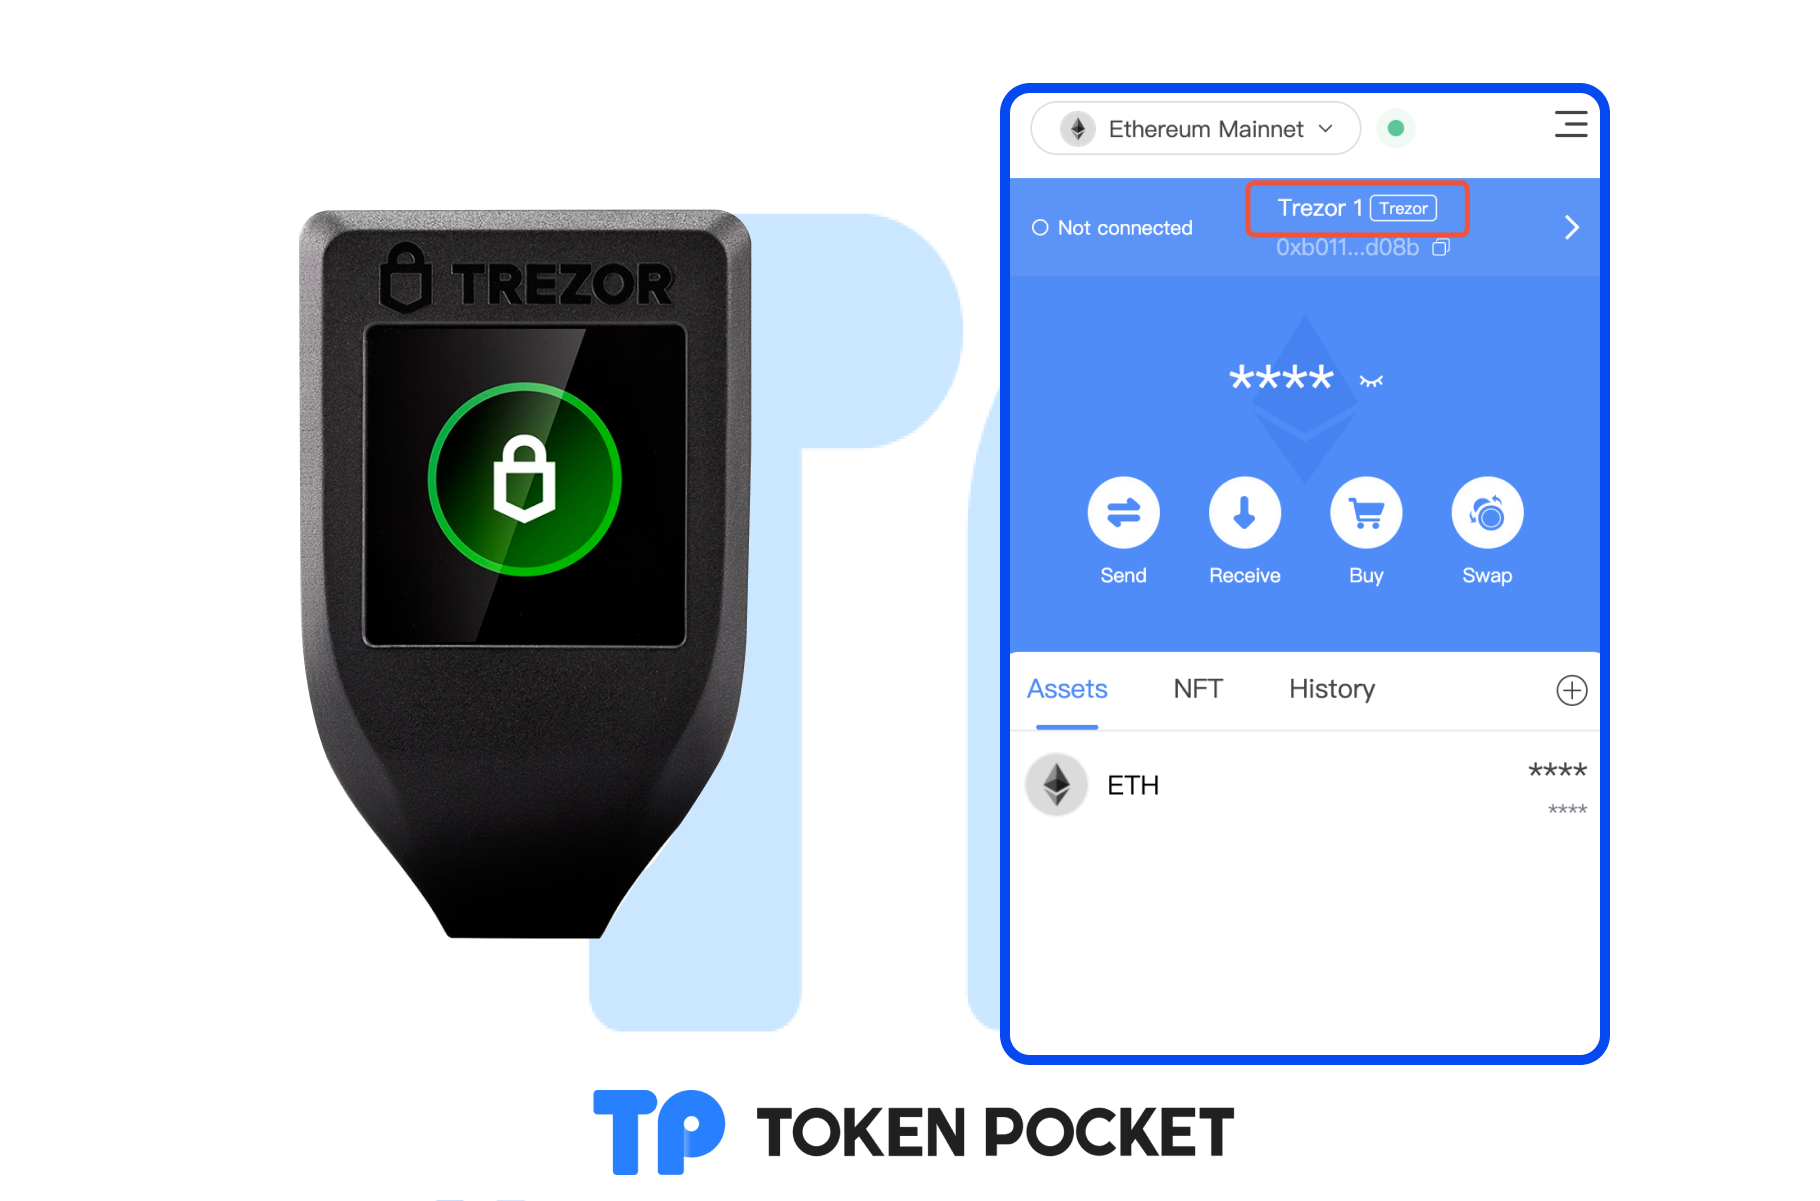 TREZOR
Ethereum Mainnet
Not connected
Trezor 1 Trezor
0xb011...d08b
****
Send Receive Buy Swap
Assets NFT History
ETH
****
****
TP TOKEN POCKET